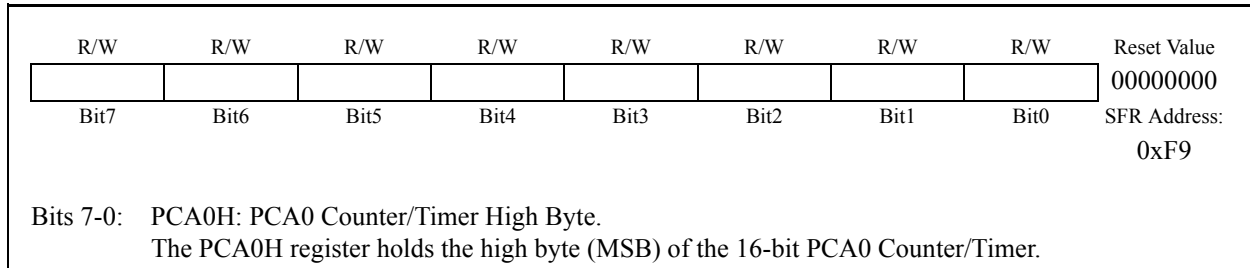 R/W R/W R/W R/W R/W R/W R/W R/W Reset Value
00000000
Bit7 Bit6 Bit5 Bit4 Bit3 Bit2 Bit1 Bit0 SFR Address:
0xF9
Bits 7-0: PCA0H: PCA0 Counter/Timer High Byte.
The PCA0H register holds the high byte (MSB) of the 16-bit PCA0 Counter/Timer.